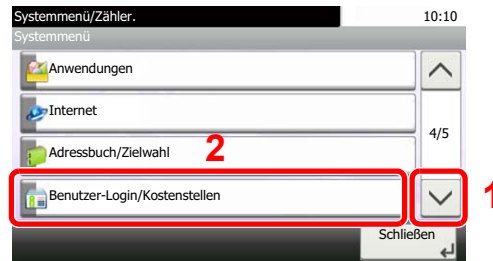 Systemmenü/Zähler.
10:10
Systemmenü
Anwendungen
Internet
4/5
Adressbuch/Zielwahl
2
Benutzer-Login/Kostenstellen
1
Schließen